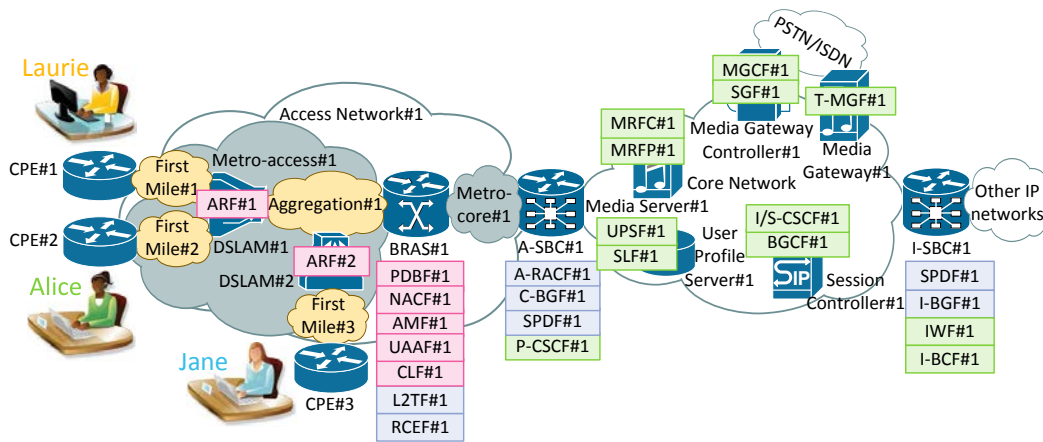 Laurie
CPE#1
CPE#2
Alice
Jane
Access Network#1
Metro-access#1
First
Mile#1
First
Mile#2
ARF#1
DSLAM#1
Aggregation#1
ARF#2
DSLAM#2
First
Mile#3
CPE#3
BRAS#1
PDBF#1
NACF#1
AMF#1
UAAF#1
CLF#1
L2TF#1
RCEF#1
Metro-
core#1
A-SBC#1
A-RACF#1
C-BGF#1
SPDF#1
P-CSCF#1
PSTN/ISDN
MGCF#1
SGF#1
Media Gateway
Controller#1
T-MGF#1
Media
Gateway#1
MRFC#1
MRFP#1
Media Server#1
Core Network
UPSF#1
SLF#1
User
Profile
Server#1
I/S-CSCF#1
BGCF#1
SIP
Session
Controller#1
I-SBC#1
SPDF#1
I-BGF#1
IWF#1
I-BCF#1
Other IP
networks